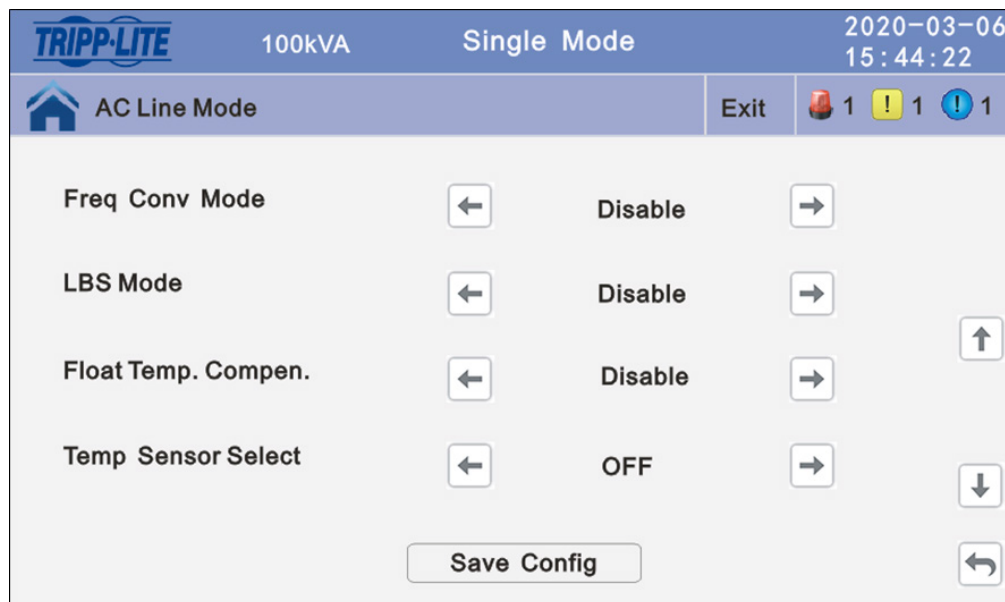 TRIPP·LITE 100kVA Single Mode 2020-03-06
15:44:22
AC Line Mode Exit 1 ! 1 ! 1
Freq Conv Mode Disable
LBS Mode Disable
Float Temp. Compen. Disable
Temp Sensor Select OFF
Save Config